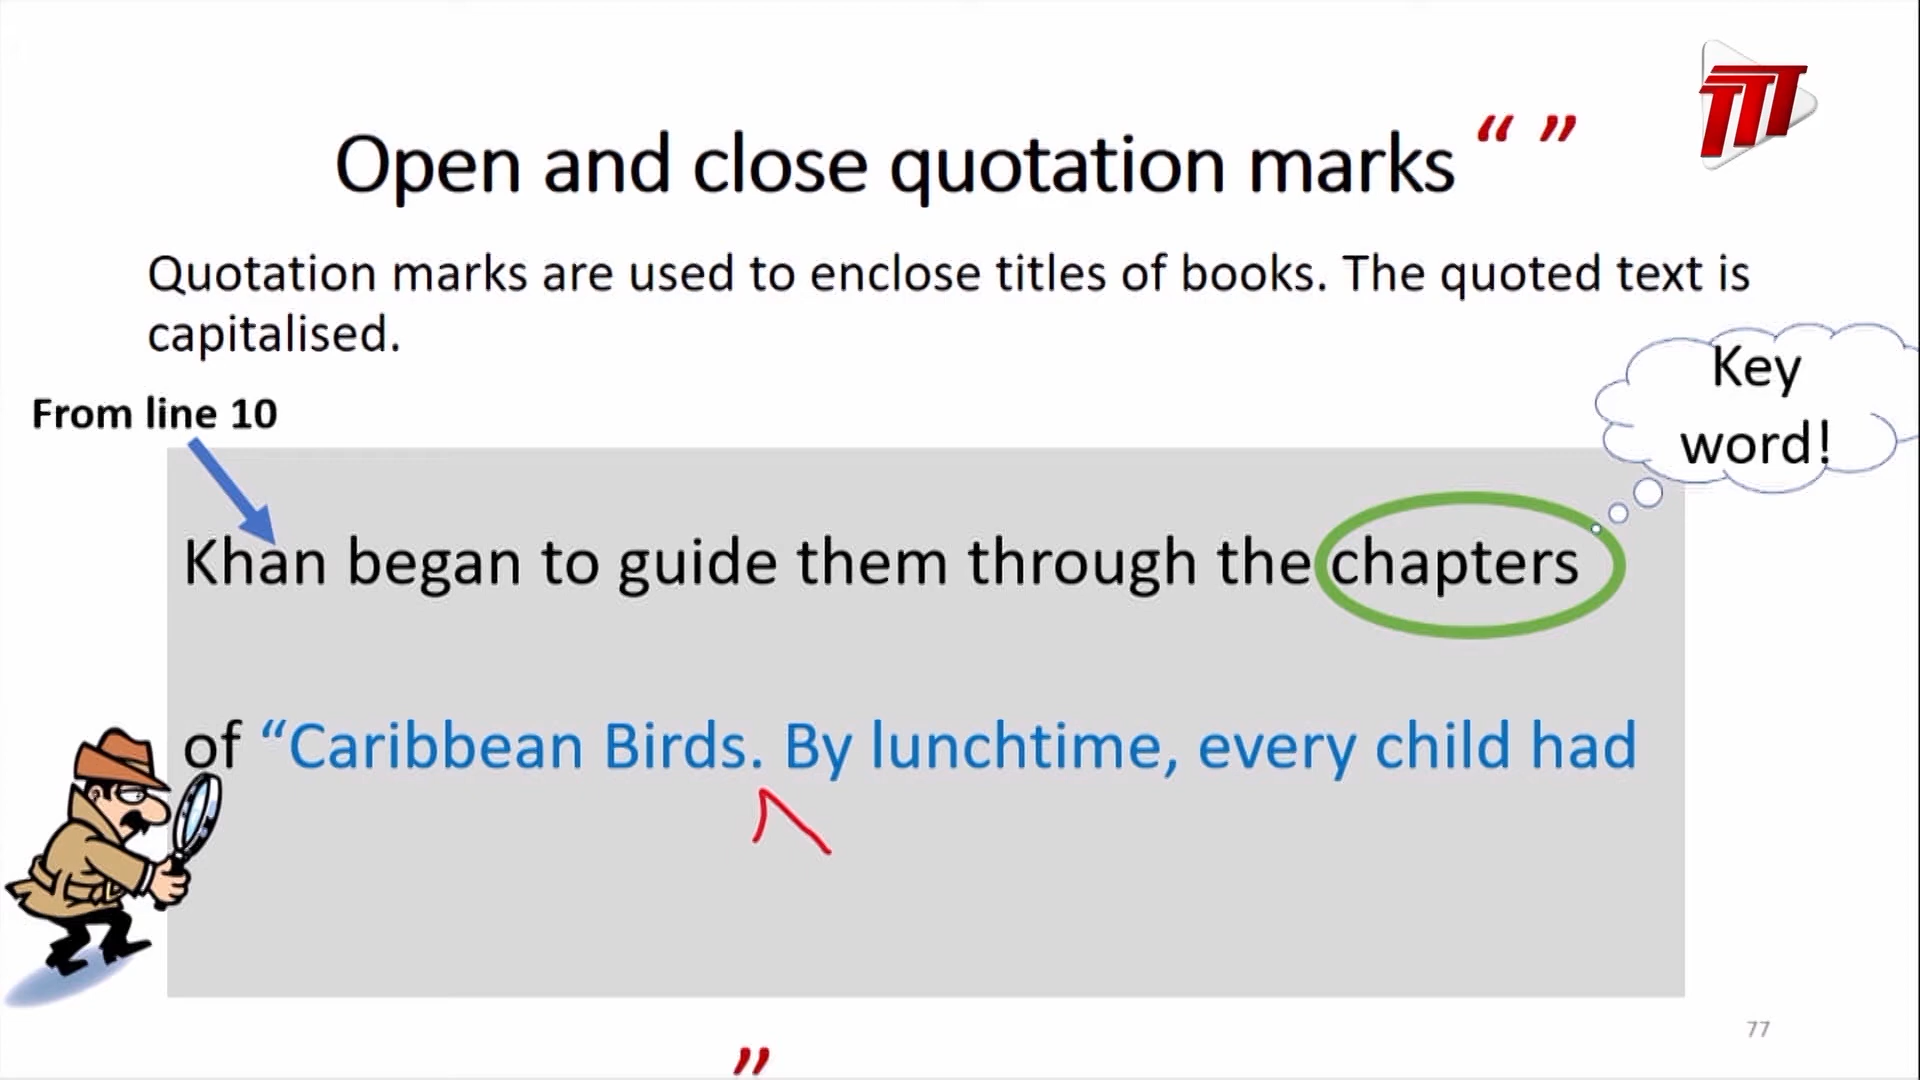 TTT
Open and close quotation marks “ ”
Quotation marks are used to enclose titles of books. The quoted text is
capitalised.
Key
word!
From line 10
Khan began to guide them through the chapters
of “Caribbean Birds. By lunchtime, every child had
77
”